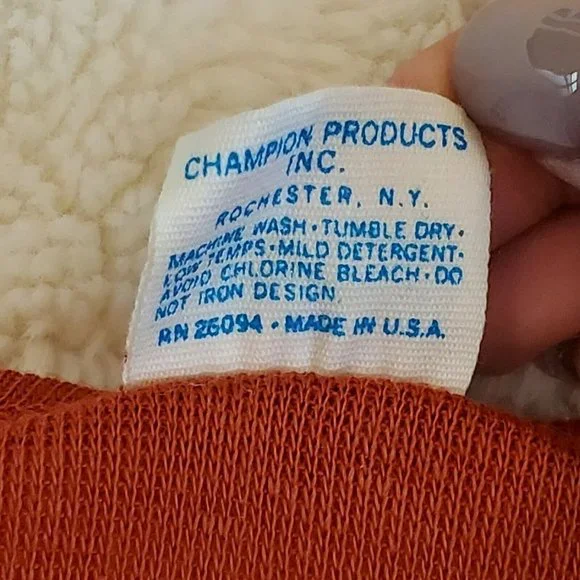 CHAMPION PRODUCTS
INC.
ROCHESTER, N.Y.
MACHINE WASH • TUMBLE DRY •
LOW TEMPS • MILD DETERGENT •
AVOID CHLORINE BLEACH • DO
NOT IRON DESIGN
RN 26094 • MADE IN U.S.A.